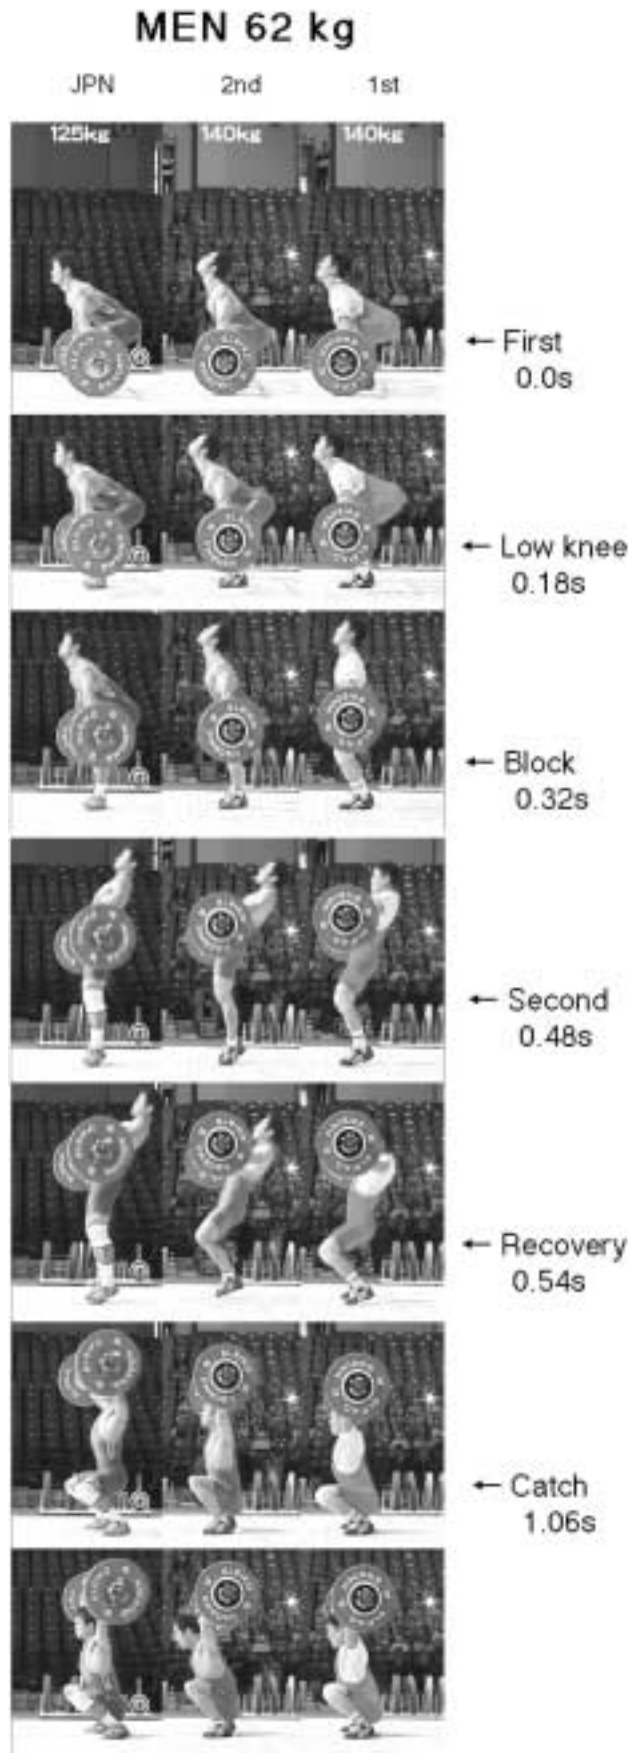 MEN 62 kg
JPN 2nd 1st
125kg 140kg 140kg
← First
0.0s
← Low knee
0.18s
← Block
0.32s
← Second
0.48s
← Recovery
0.54s
← Catch
1.06s